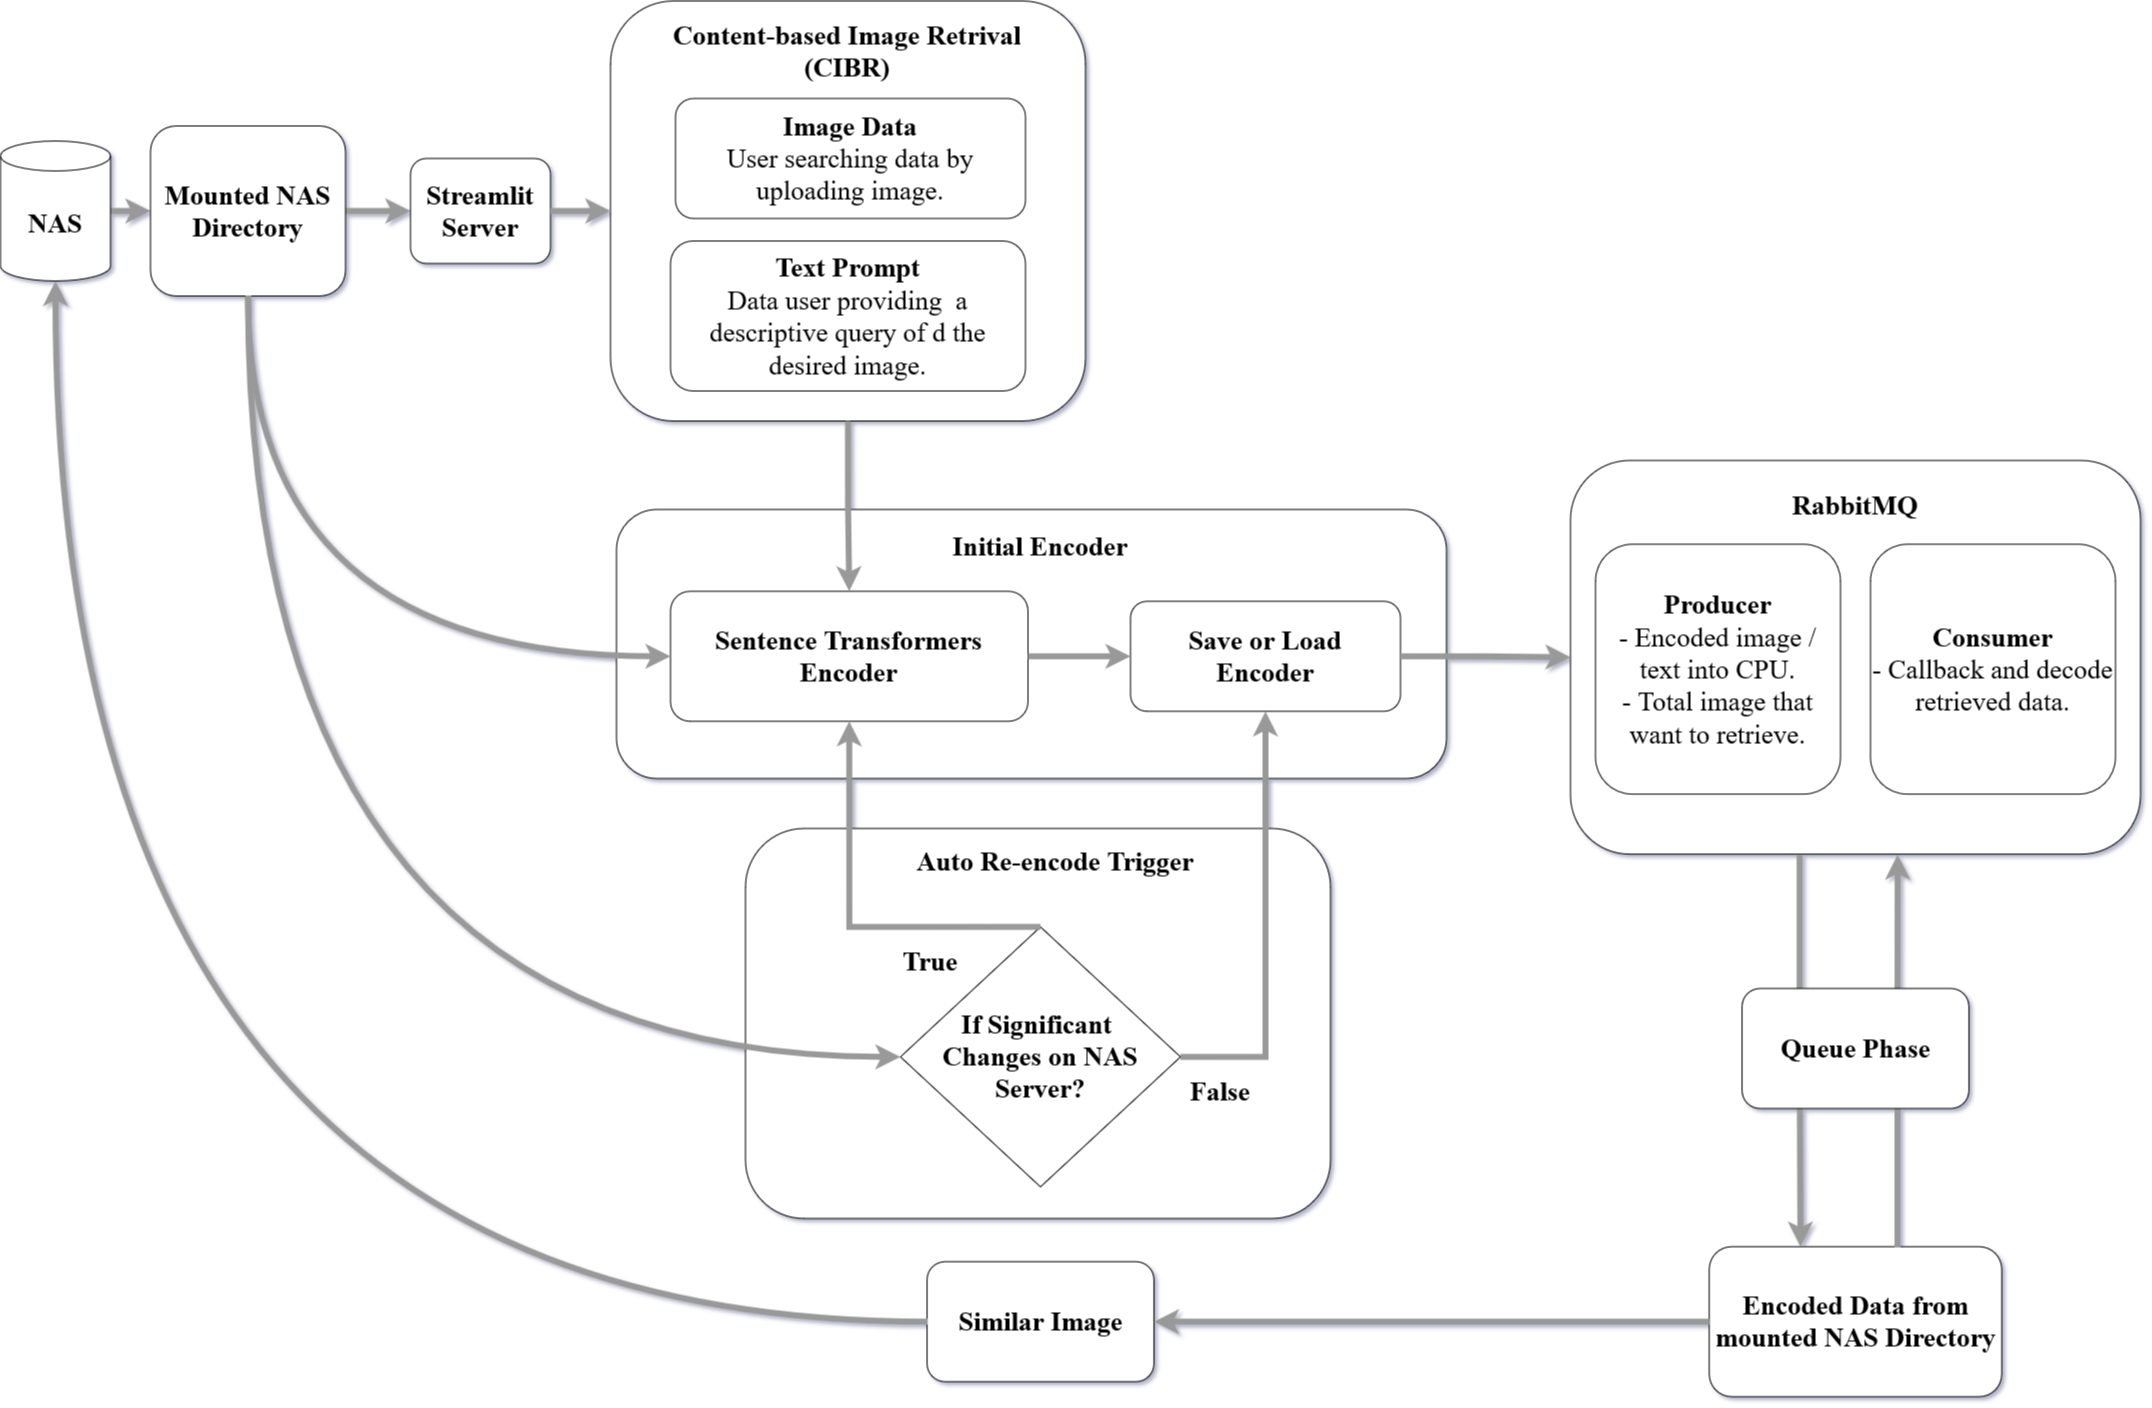 Content-based Image Retrival
(CIBR)
Image Data
User searching data by
uploading image.
Text Prompt
Data user providing  a
descriptive query of d the
desired image.
NAS
Mounted NAS
Directory
Streamlit
Server
Initial Encoder
Sentence Transformers
Encoder
Save or Load
Encoder
RabbitMQ
Producer
- Encoded image /
text into CPU.
- Total image that
want to retrieve.
Consumer
- Callback and decode
retrieved data.
Auto Re-encode Trigger
True
If Significant
Changes on NAS
Server?
False
Queue Phase
Encoded Data from
mounted NAS Directory
Similar Image